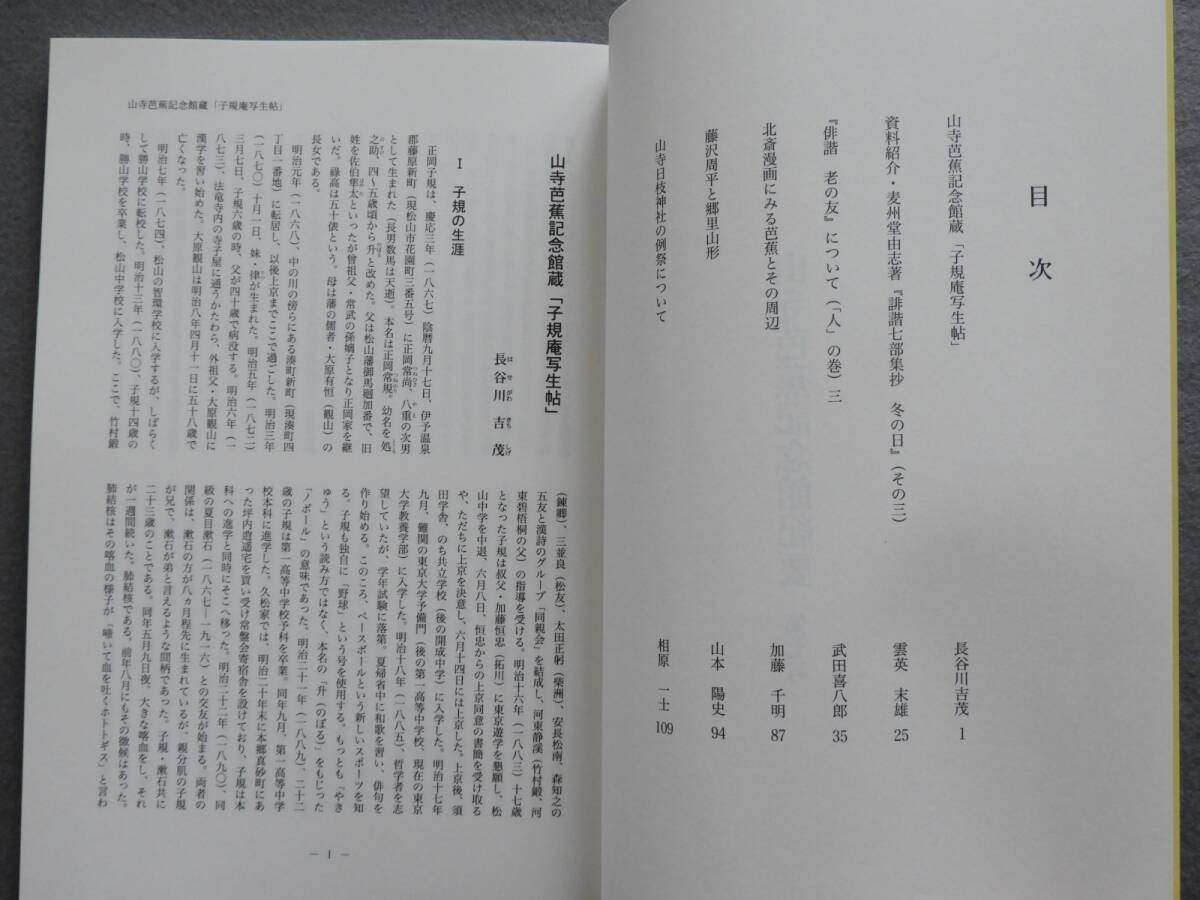 目次
山寺芭蕉記念館蔵「子規庵写生帖」 長谷川吉茂 1
資料紹介・麦州堂由志著『誹諧七部集抄 冬の日』(その三) 雲英 末雄 25
『俳諧 老の友』について(「人」の巻)三 武田喜八郎 35
北斎漫画にみる芭蕉とその周辺 加藤 千明 87
藤沢周平と郷里山形 山本 陽史 94
山寺日枝神社の例祭について 相原 一士 109
山寺芭蕉記念館蔵「子規庵写生帖」
山寺芭蕉記念館蔵「子規庵写生帖」
長谷川 吉茂
はせがわ きちしげ
Ⅰ 子規の生涯
正岡子規は、慶応三年(一八六七)陰暦九月十七日、伊予温泉
郡藤原新町(現松山市花園町三番五号)に正岡常尚、八重の次男
として生まれた(長男数馬は夭逝)。本名は正岡常規。幼名を処
之助、四〜五歳頃から升と改めた。父は松山藩御馬廻加番で、旧
姓を佐伯隼太といったが曾祖父・常武の孫嫡子となり正岡家を継
いだ。禄高は五十俵という。母は藩の儒者・大原有恒(観山)の
長女である。
明治元年(一八六八)、中の川の傍らにある湊町新町(現湊町四
丁目一番地)に転居し、以後上京までここで過ごした。明治三年
(一八七〇)十月一日、妹・律が生まれた。明治五年(一八七二)
三月七日、子規六歳の時、父が四十歳で病没する。明治六年(一
八七三)、法竜寺内の寺子屋に通うかたわら、外祖父・大原観山に
漢学を習い始めた。大原観山は明治八年四月十一日に五十八歳で
亡くなった。
明治七年(一八七四)、松山の智環学校に入学するが、しばらく
して勝山学校に転校した。明治十三年(一八八〇)、子規十四歳の
時、勝山学校を卒業し、松山中学校に入学した。ここで、竹村鍛
(錬卿)、三並良(松友)、太田正躬(柴洲)、安長松南、森知之の
五友と漢詩のグループ「同親会」を結成し、河東静渓(竹村鍛、河
東碧梧桐の父)の指導を受ける。明治十六年(一八八三)十七歳
となった子規は叔父・加藤恒忠(拓川)に東京遊学を懇願し、松
山中学を中退、六月八日、恒忠からの上京同意の書簡を受け取る
や、ただちに上京を決意し、六月十四日には上京した。上京後、須
田学舎、のち共立学校(後の開成中学)に入学した。明治十七年
九月、難関の東京大学予備門(後の第一高等中学校、現在の東京
大学教養学部)に入学した。明治十八年(一八八五)、哲学者を志
望していたが、学年試験に落第。夏帰省中に和歌を習い、俳句を
作り始める。このころ、ベースボールという新しいスポーツを知
る。子規も独自に「野球」という号を使用する。もっとも「やき
ゅう」という読み方ではなく、本名の「升(のぼる)」をもじった
「ノボール」の意味であった。明治二十一年(一八八九)、二十二
歳の子規は第一高等中学校予科を卒業。同年九月、第一高等中学
校本科に進学した。久松家では、明治二十年末に本郷真砂町にあ
った坪内逍遥宅を買い受け常盤会寄宿舎を設けており、子規は本
科への進学と同時にそこへ移った。明治二十二年(一八九〇)、同
級の夏目漱石(一八六七―一九一六)との交友が始まる。両者の
関係は、漱石の方が八ヵ月程先に生まれているが、親分肌の子規
が兄で、漱石が弟と言えるような間柄であった。子規・漱石共に
二十三歳のことである。同年五月九日夜、大きな喀血をし、それ
が一週間続いた。肺結核である。前年八月にもその徴候はあった。
肺結核はその喀血の様子が「啼いて血を吐くホトトギス」と言わ
― 1 ―